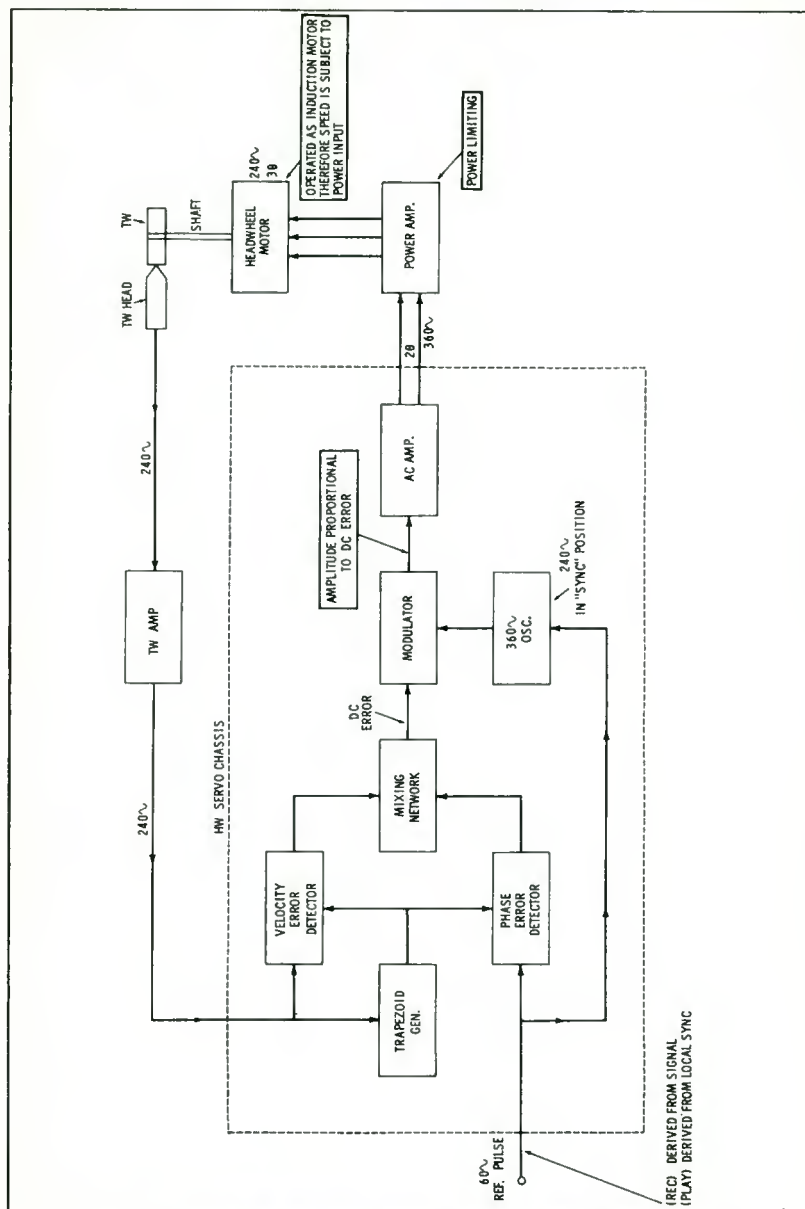 TW HEAD
TW
SHAFT
240~
TW AMP
240~
HEADWHEEL
MOTOR
240~
3θ
OPERATED AS INDUCTION MOTOR
THEREFORE SPEED IS SUBJECT TO
POWER INPUT
POWER AMP.
POWER LIMITING
2θ
360~
HW SERVO CHASSIS
AC AMP.
AMPLITUDE PROPORTIONAL
TO DC ERROR
MODULATOR
360~
OSC.
240~
IN "SYNC" POSITION
DC
ERROR
MIXING
NETWORK
VELOCITY
ERROR
DETECTOR
PHASE
ERROR
DETECTOR
TRAPEZOID
GEN.
60~
REF. PULSE
(REC) DERIVED FROM SIGNAL
(PLAY) DERIVED FROM LOCAL SYNC